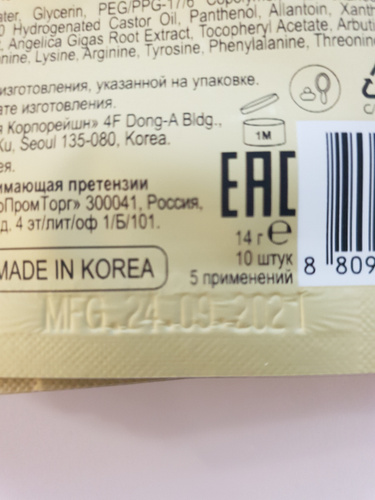 Glycerin, PEG/PPG-17/6
Hydrogenated Castor Oil, Panthenol, Allantoin,
Angelica Gigas Root Extract, Tocopheryl Acetate,
Lysine, Arginine, Tyrosine, Phenylalanine,
изготовления, указанной на упаковке.
изготовления.
Корпорейшн» 4F Dong-A Bldg.,
Seoul 135-080, Korea.
1M
EAC
претензии
300041, Россия,
д. 4 эт/лит/оф 1/Б/101.
14 г e
10 штук
5 применений
8 809
MADE IN KOREA
MFG. 24.09.2021